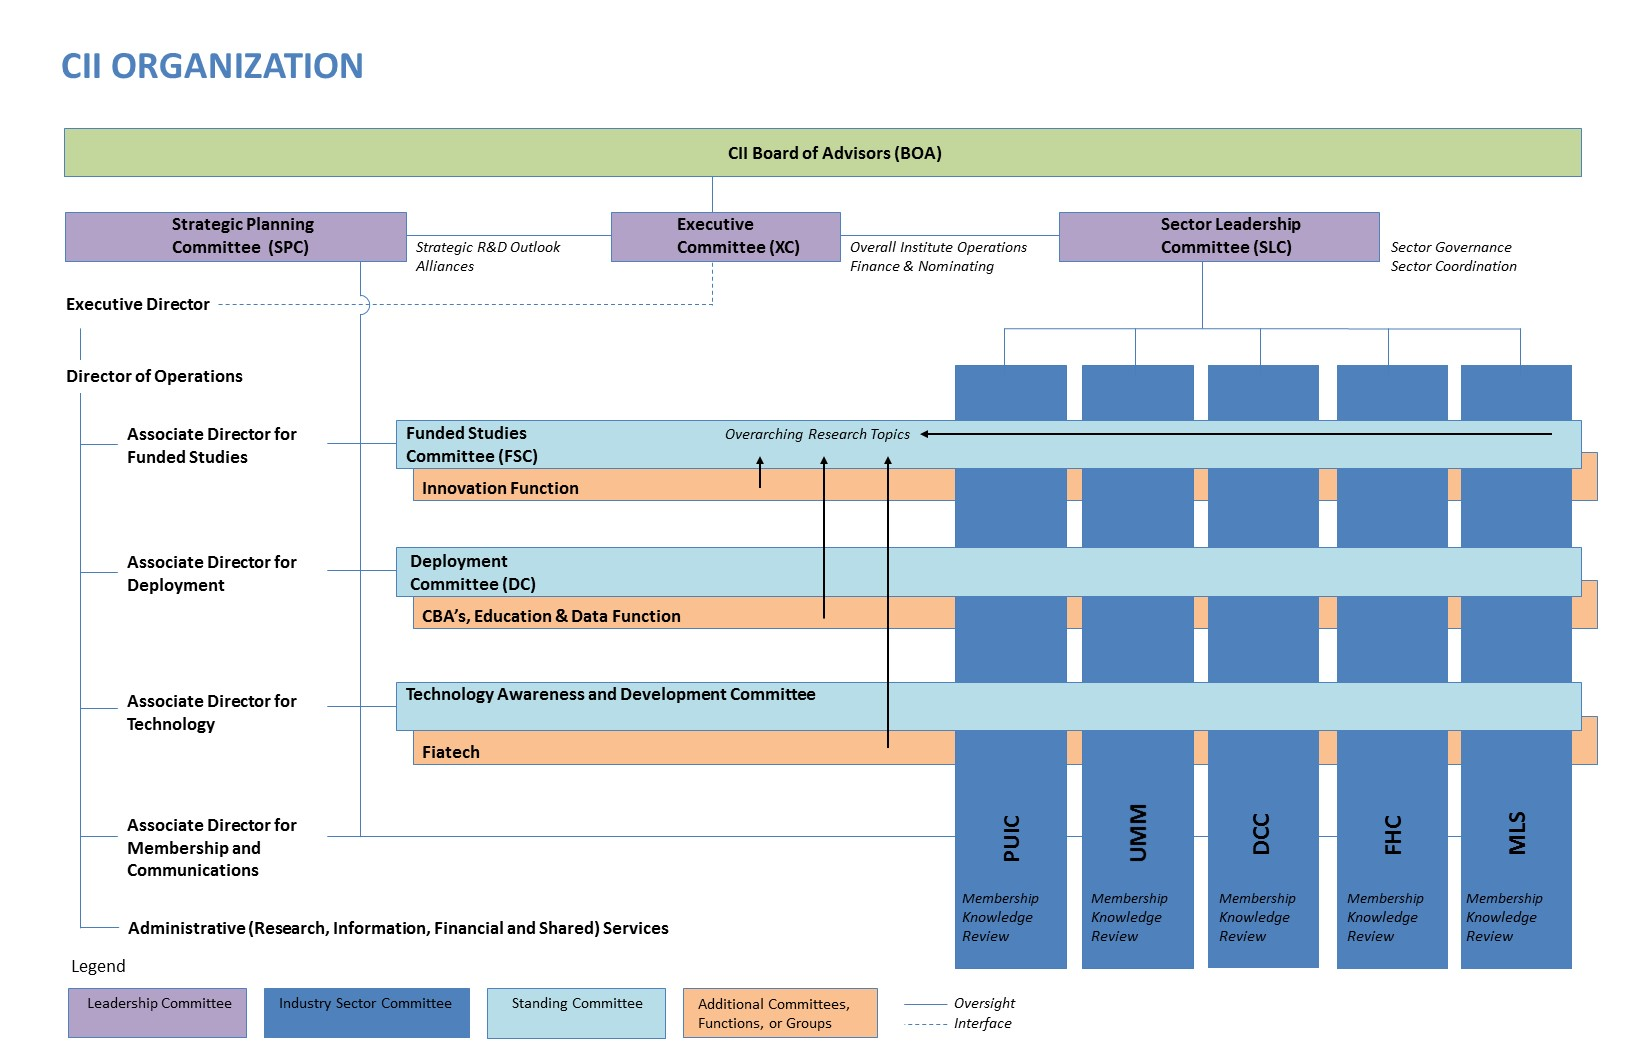 CII ORGANIZATION
CII Board of Advisors (BOA)
Strategic Planning
Committee (SPC)
Strategic R&D Outlook
Alliances
Executive
Committee (XC)
Overall Institute Operations
Finance & Nominating
Sector Leadership
Committee (SLC)
Sector Governance
Sector Coordination
Executive Director
Director of Operations
Associate Director for
Funded Studies
Funded Studies
Committee (FSC)
Overarching Research Topics
Innovation Function
Associate Director for
Deployment
Deployment
Committee (DC)
CBA’s, Education & Data Function
Associate Director for
Technology
Technology Awareness and Development Committee
Fiatech
Associate Director for
Membership and
Communications
PUIC
UMM
DCC
FHC
MLS
Membership
Knowledge
Review
Membership
Knowledge
Review
Membership
Knowledge
Review
Membership
Knowledge
Review
Membership
Knowledge
Review
Administrative (Research, Information, Financial and Shared) Services
Legend
Leadership Committee
Industry Sector Committee
Standing Committee
Additional Committees,
Functions, or Groups
Oversight
Interface